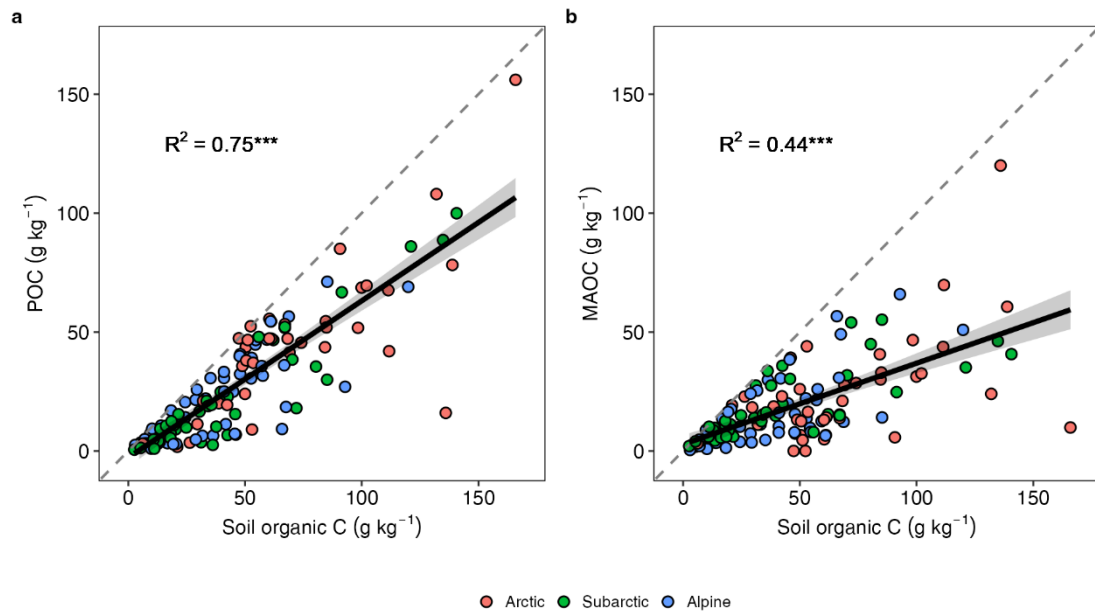 a
R² = 0.75***
POC (g kg⁻¹)
150
100
50
0
0 50 100 150
Soil organic C (g kg⁻¹)
b
R² = 0.44***
MAOC (g kg⁻¹)
150
100
50
0
0 50 100 150
Soil organic C (g kg⁻¹)
Arctic Subarctic Alpine